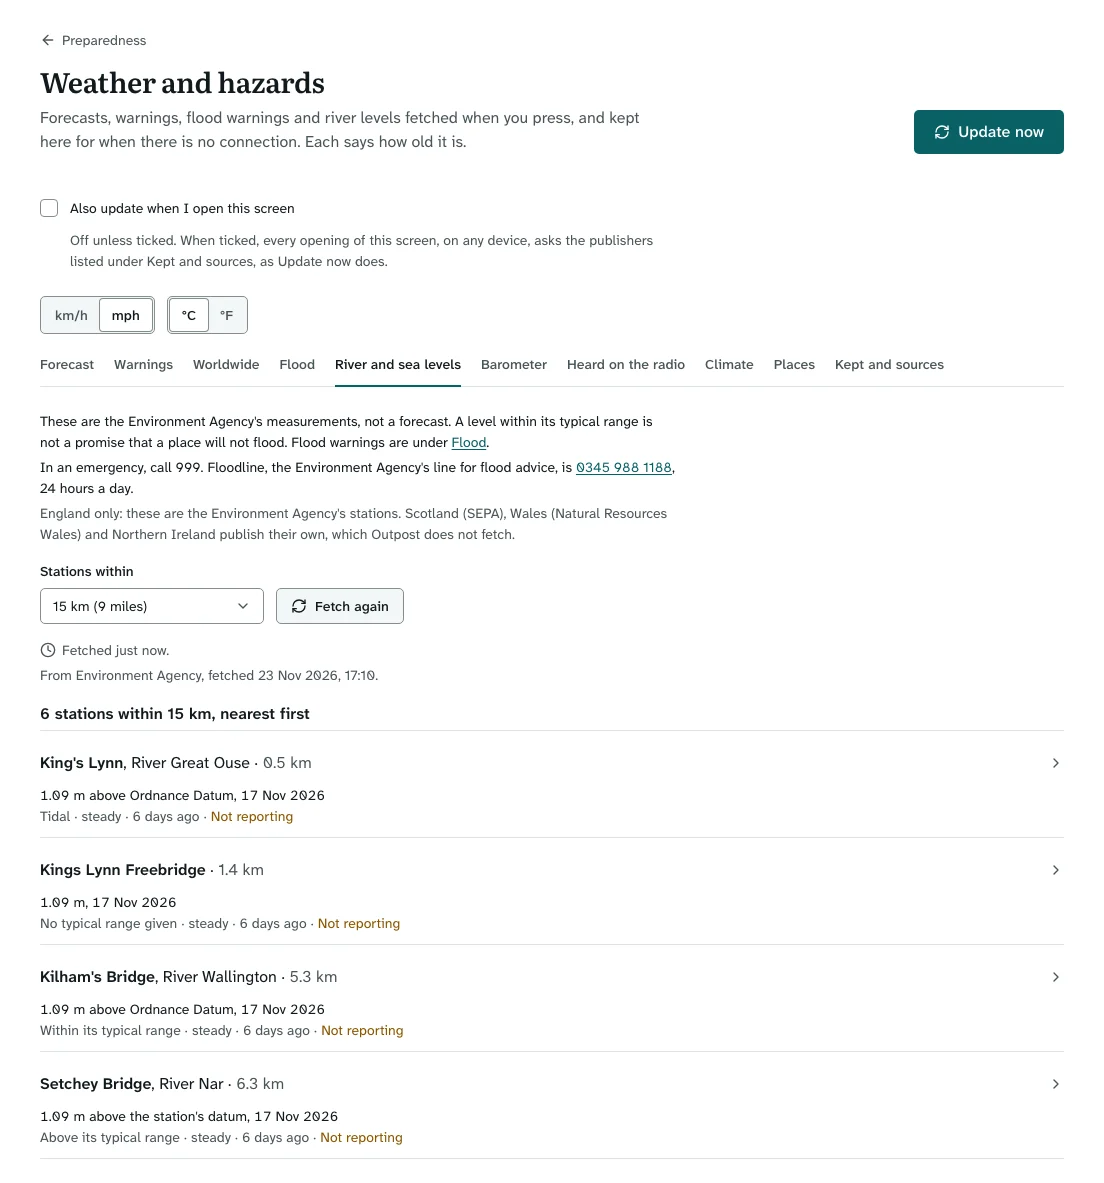 Preparedness
Weather and hazards
Forecasts, warnings, flood warnings and river levels fetched when you press, and kept
here for when there is no connection. Each says how old it is.
Update now
Also update when I open this screen
Off unless ticked. When ticked, every opening of this screen, on any device, asks the publishers
listed under Kept and sources, as Update now does.
km/h mph °C °F
Forecast Warnings Worldwide Flood River and sea levels Barometer Heard on the radio Climate Places Kept and sources
These are the Environment Agency's measurements, not a forecast. A level within its typical range is
not a promise that a place will not flood. Flood warnings are under Flood.
In an emergency, call 999. Floodline, the Environment Agency's line for flood advice, is 0345 988 1188,
24 hours a day.
England only: these are the Environment Agency's stations. Scotland (SEPA), Wales (Natural Resources
Wales) and Northern Ireland publish their own, which Outpost does not fetch.
Stations within
15 km (9 miles) Fetch again
Fetched just now.
From Environment Agency, fetched 23 Nov 2026, 17:10.
6 stations within 15 km, nearest first
King's Lynn, River Great Ouse · 0.5 km
1.09 m above Ordnance Datum, 17 Nov 2026
Tidal · steady · 6 days ago · Not reporting
Kings Lynn Freebridge · 1.4 km
1.09 m, 17 Nov 2026
No typical range given · steady · 6 days ago · Not reporting
Kilham's Bridge, River Wallington · 5.3 km
1.09 m above Ordnance Datum, 17 Nov 2026
Within its typical range · steady · 6 days ago · Not reporting
Setchey Bridge, River Nar · 6.3 km
1.09 m above the station's datum, 17 Nov 2026
Above its typical range · steady · 6 days ago · Not reporting